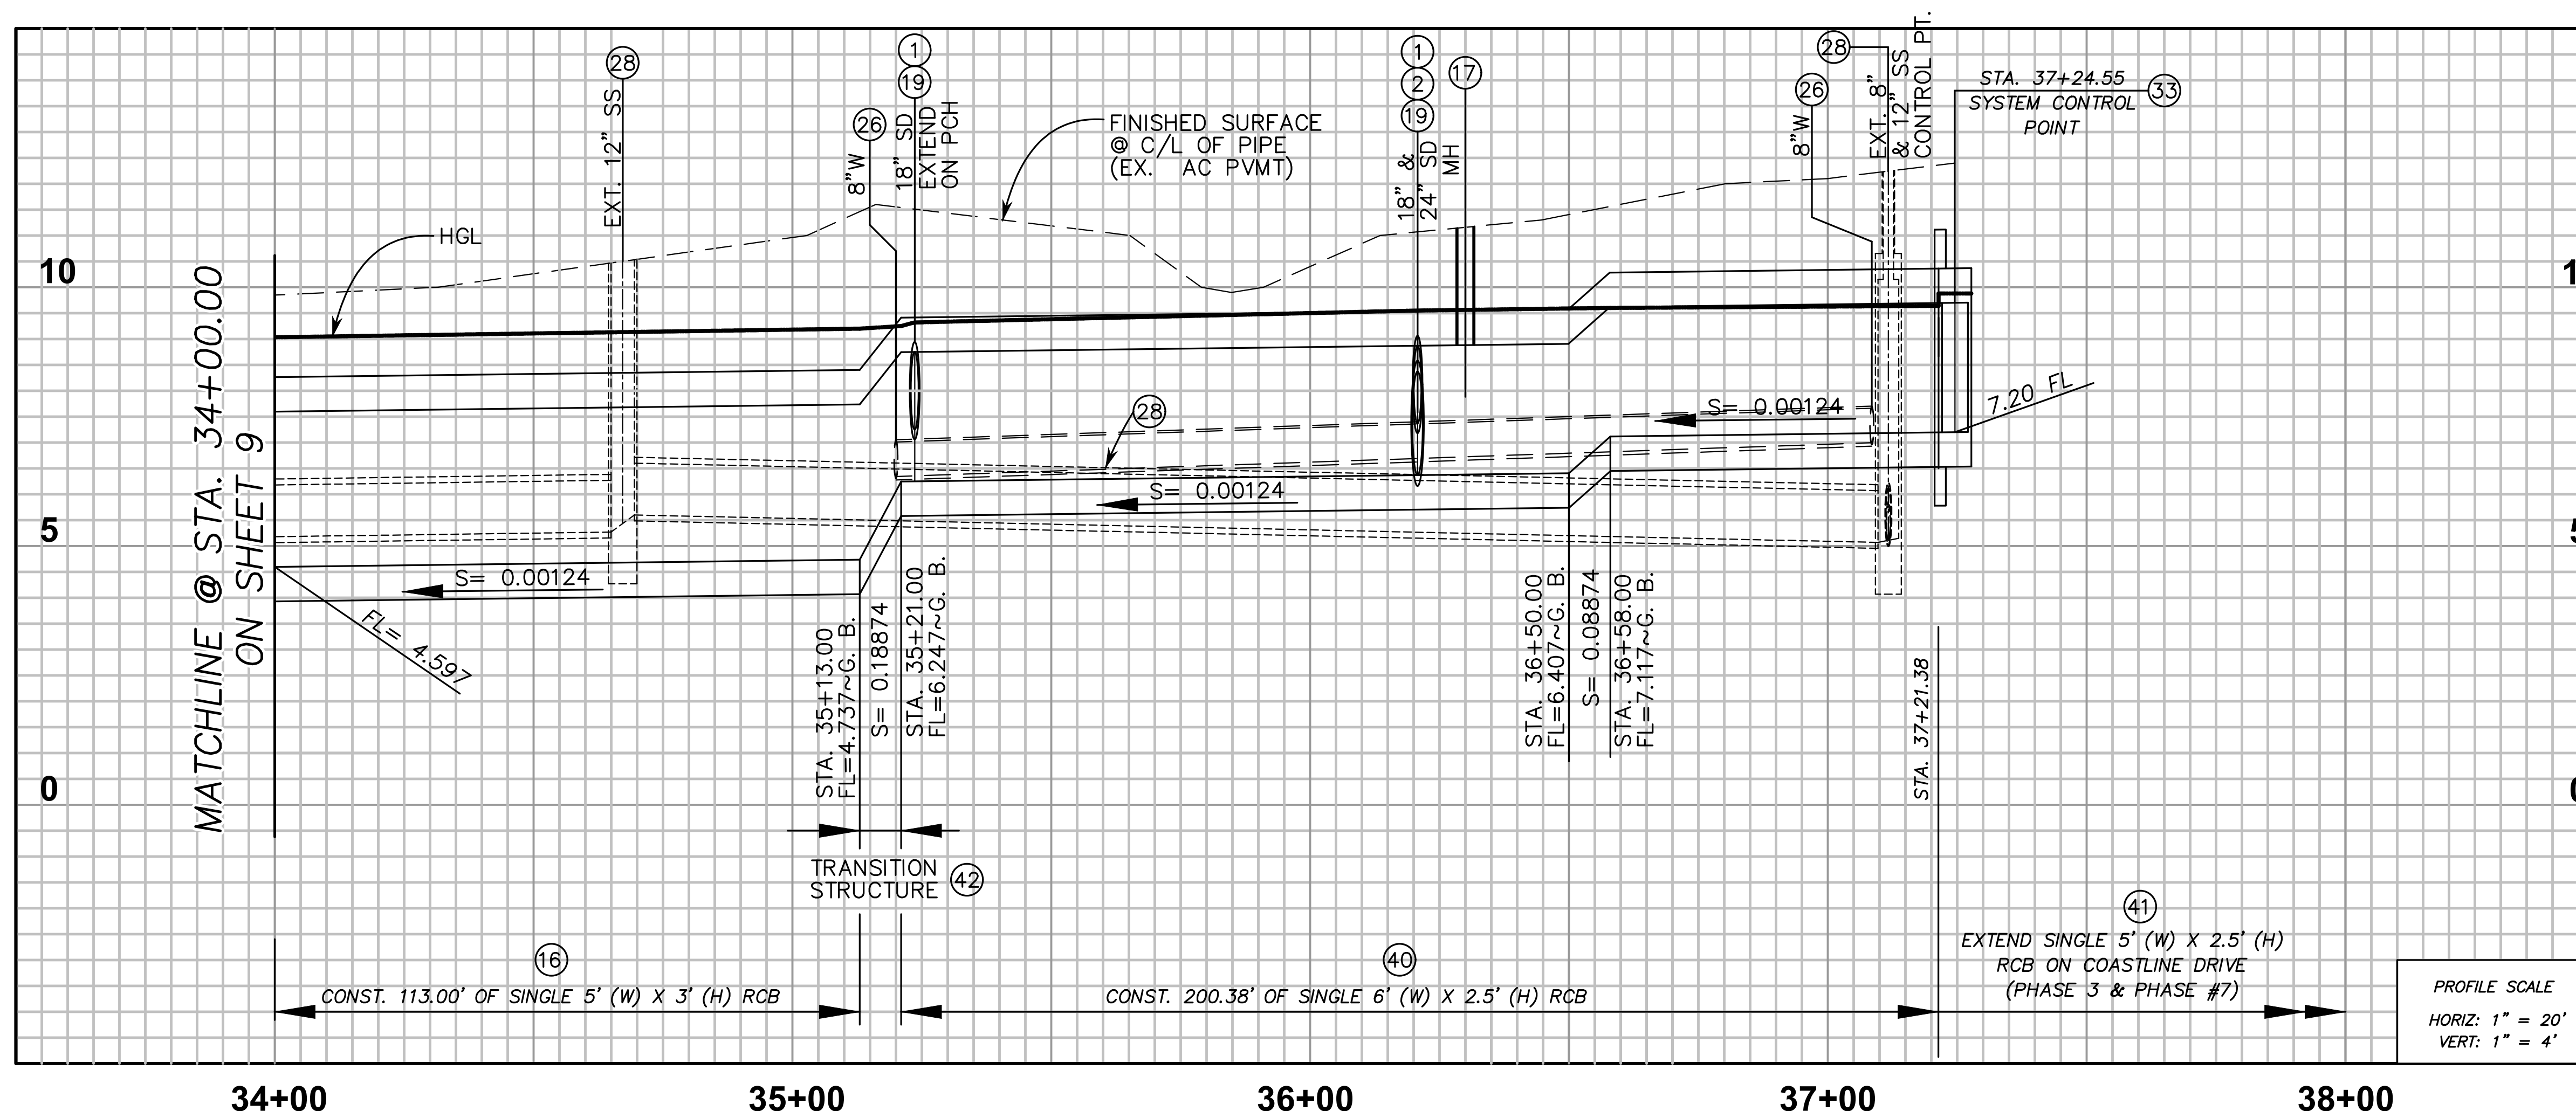 28
1
19
1
2
19
17
28
26
26
33
EXT. 12" SS
8"W
18" SD
EXTEND
ON PCH
FINISHED SURFACE
@ C/L OF PIPE
(EX. AC PVMT)
18" &
24" SD
MH
8"W
EXT. 8"
& 12" SS
CONTROL PT.
STA. 37+24.55
SYSTEM CONTROL
POINT
HGL
10
5
0
MATCHLINE @ STA. 34+00.00
ON SHEET 9
28
S= 0.00124
7.20 FL
S= 0.00124
S= 0.00124
FL= 4.597
STA. 35+13.00
FL=4.737~G. B.
S= 0.18874
STA. 35+21.00
FL=6.247~G. B.
STA. 36+50.00
FL=6.407~G. B.
S= 0.08874
STA. 36+58.00
FL=7.117~G. B.
STA. 37+21.38
TRANSITION
STRUCTURE
42
16
CONST. 113.00' OF SINGLE 5' (W) X 3' (H) RCB
40
CONST. 200.38' OF SINGLE 6' (W) X 2.5' (H) RCB
41
EXTEND SINGLE 5' (W) X 2.5' (H)
RCB ON COASTLINE DRIVE
(PHASE 3 & PHASE #7)
PROFILE SCALE
HORIZ: 1" = 20'
VERT: 1" = 4'
34+00
35+00
36+00
37+00
38+00